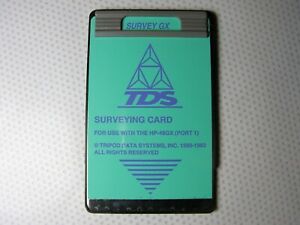 SURVEY GX
TDS
SURVEYING CARD
FOR USE WITH THE HP-48GX (PORT 1)
© TRIPOD DATA SYSTEMS, INC. 1990-1993
ALL RIGHTS RESERVED